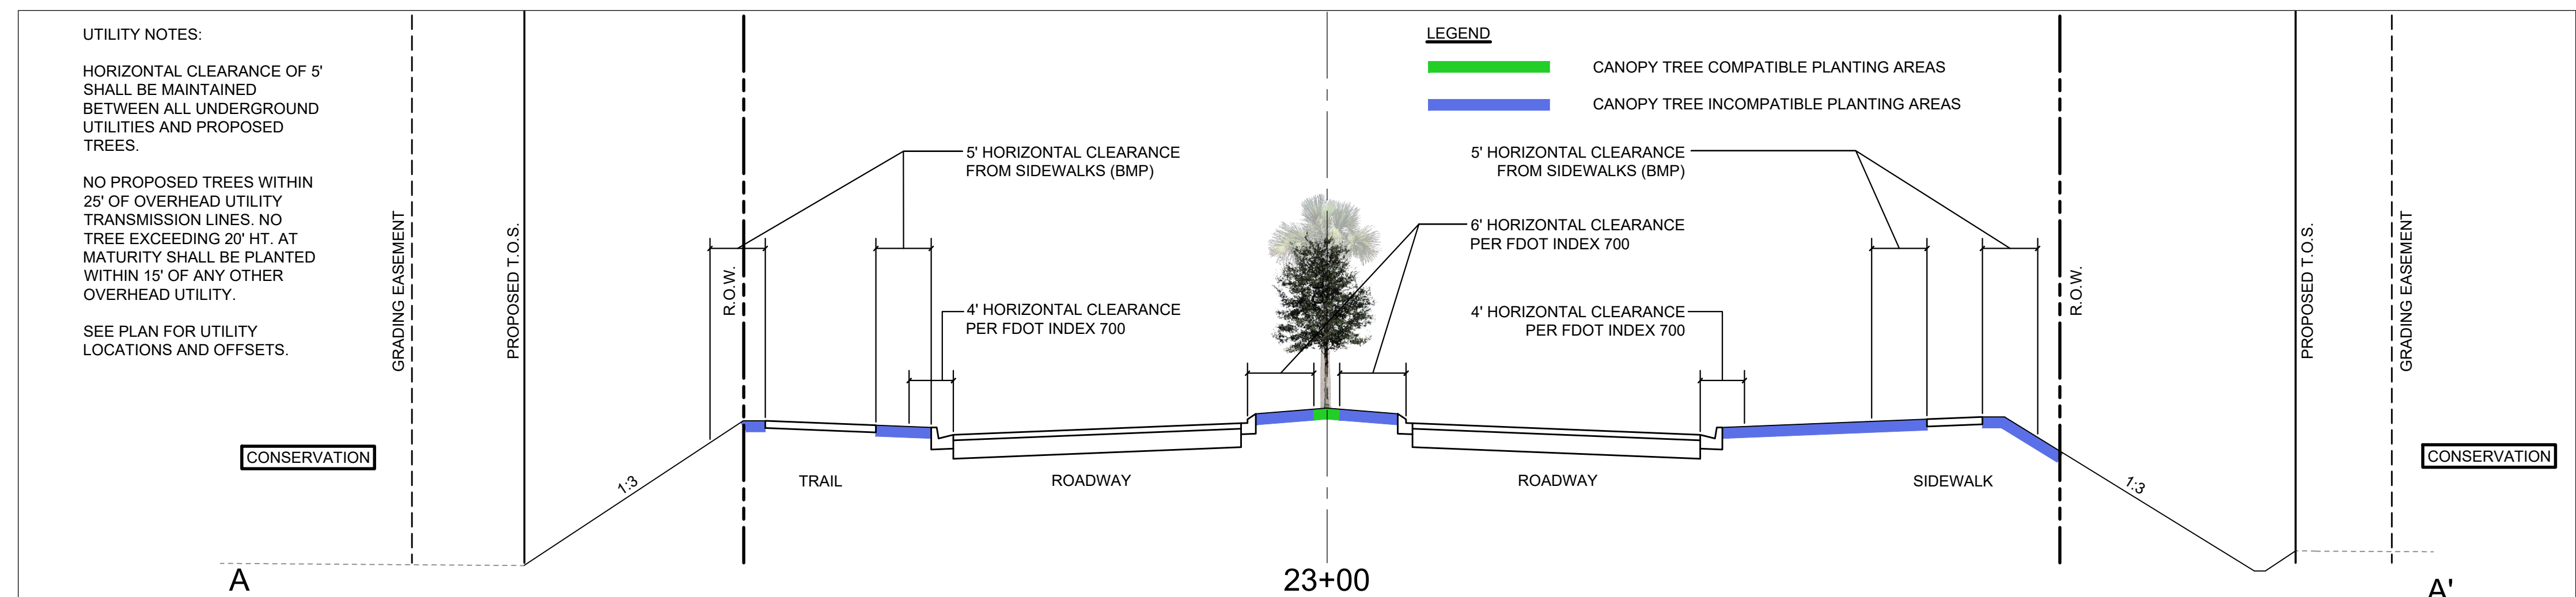 UTILITY NOTES:
HORIZONTAL CLEARANCE OF 5'
SHALL BE MAINTAINED
BETWEEN ALL UNDERGROUND
UTILITIES AND PROPOSED
TREES.
NO PROPOSED TREES WITHIN
25' OF OVERHEAD UTILITY
TRANSMISSION LINES. NO
TREE EXCEEDING 20' HT. AT
MATURITY SHALL BE PLANTED
WITHIN 15' OF ANY OTHER
OVERHEAD UTILITY.
SEE PLAN FOR UTILITY
LOCATIONS AND OFFSETS.
GRADING EASEMENT
PROPOSED T.O.S.
R.O.W.
5' HORIZONTAL CLEARANCE
FROM SIDEWALKS (BMP)
4' HORIZONTAL CLEARANCE
PER FDOT INDEX 700
LEGEND
CANOPY TREE COMPATIBLE PLANTING AREAS
CANOPY TREE INCOMPATIBLE PLANTING AREAS
5' HORIZONTAL CLEARANCE
FROM SIDEWALKS (BMP)
6' HORIZONTAL CLEARANCE
PER FDOT INDEX 700
4' HORIZONTAL CLEARANCE
PER FDOT INDEX 700
R.O.W.
PROPOSED T.O.S.
GRADING EASEMENT
CONSERVATION
1:3
TRAIL
ROADWAY
ROADWAY
SIDEWALK
1:3
CONSERVATION
A
23+00
A'